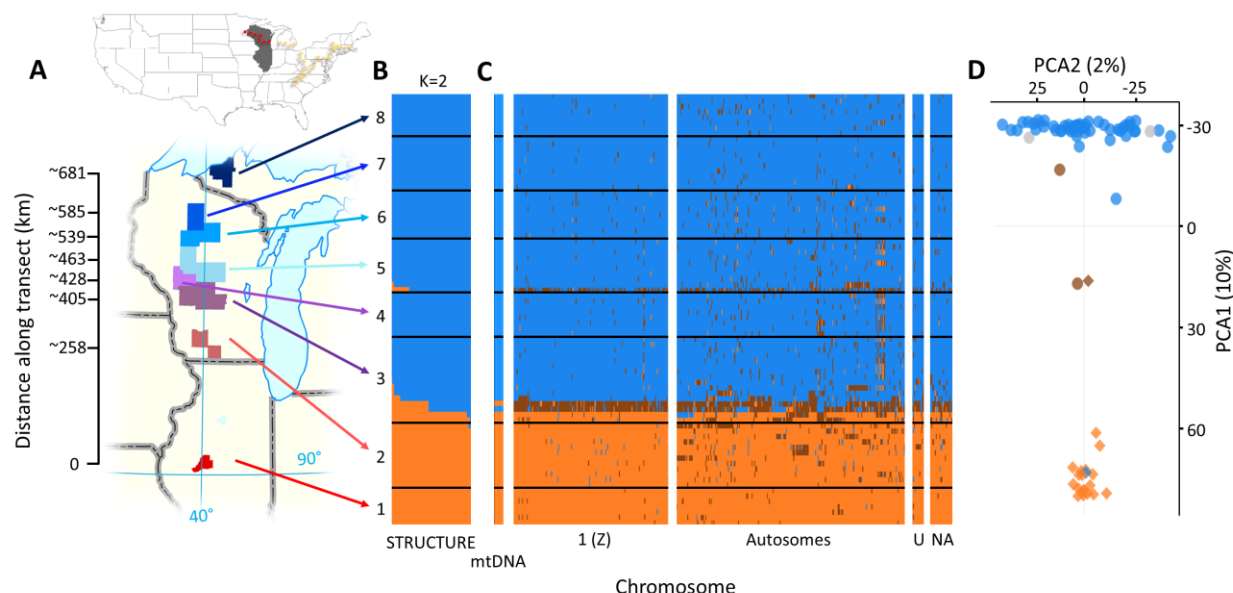 A
B
C
D
K=2
PCA2 (2%)
25
0
-25
8
7
6
5
4
3
2
1
Distance along transect (km)
~681
~585
~539
~463
~428
~405
~258
0
90°
40°
-30
0
30
60
PCA1 (10%)
STRUCTURE
mtDNA
1 (Z)
Autosomes
U
NA
Chromosome